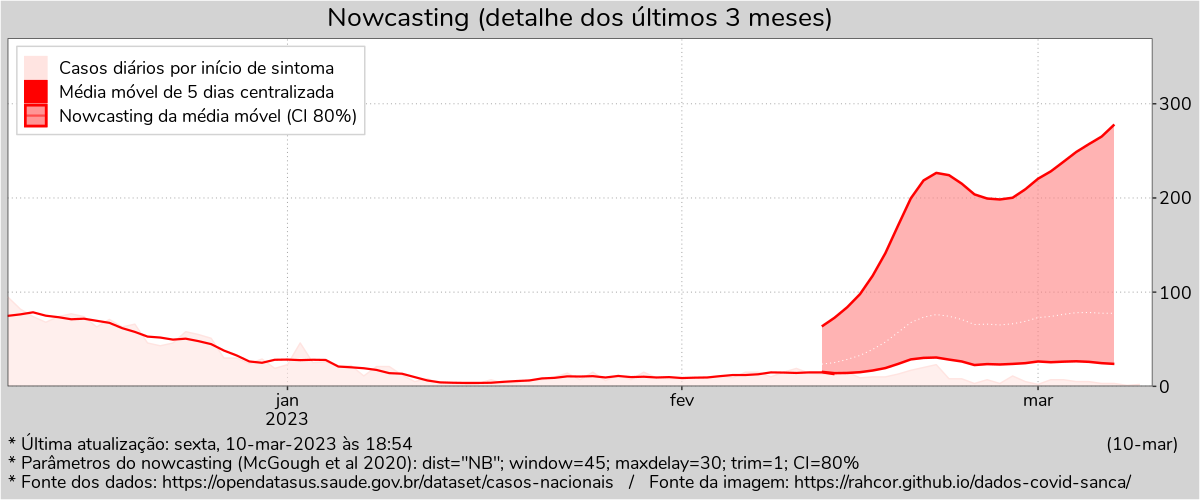 Nowcasting (detalhe dos últimos 3 meses)
Casos diários por início de sintoma
Média móvel de 5 dias centralizada
Nowcasting da média móvel (CI 80%)
300
200
100
0
jan
2023
fev
mar
* Última atualização: sexta, 10-mar-2023 às 18:54
(10-mar)
* Parâmetros do nowcasting (McGough et al 2020): dist="NB"; window=45; maxdelay=30; trim=1; CI=80%
* Fonte dos dados: https://opendatasus.saude.gov.br/dataset/casos-nacionais / Fonte da imagem: https://rahcor.github.io/dados-covid-sanca/